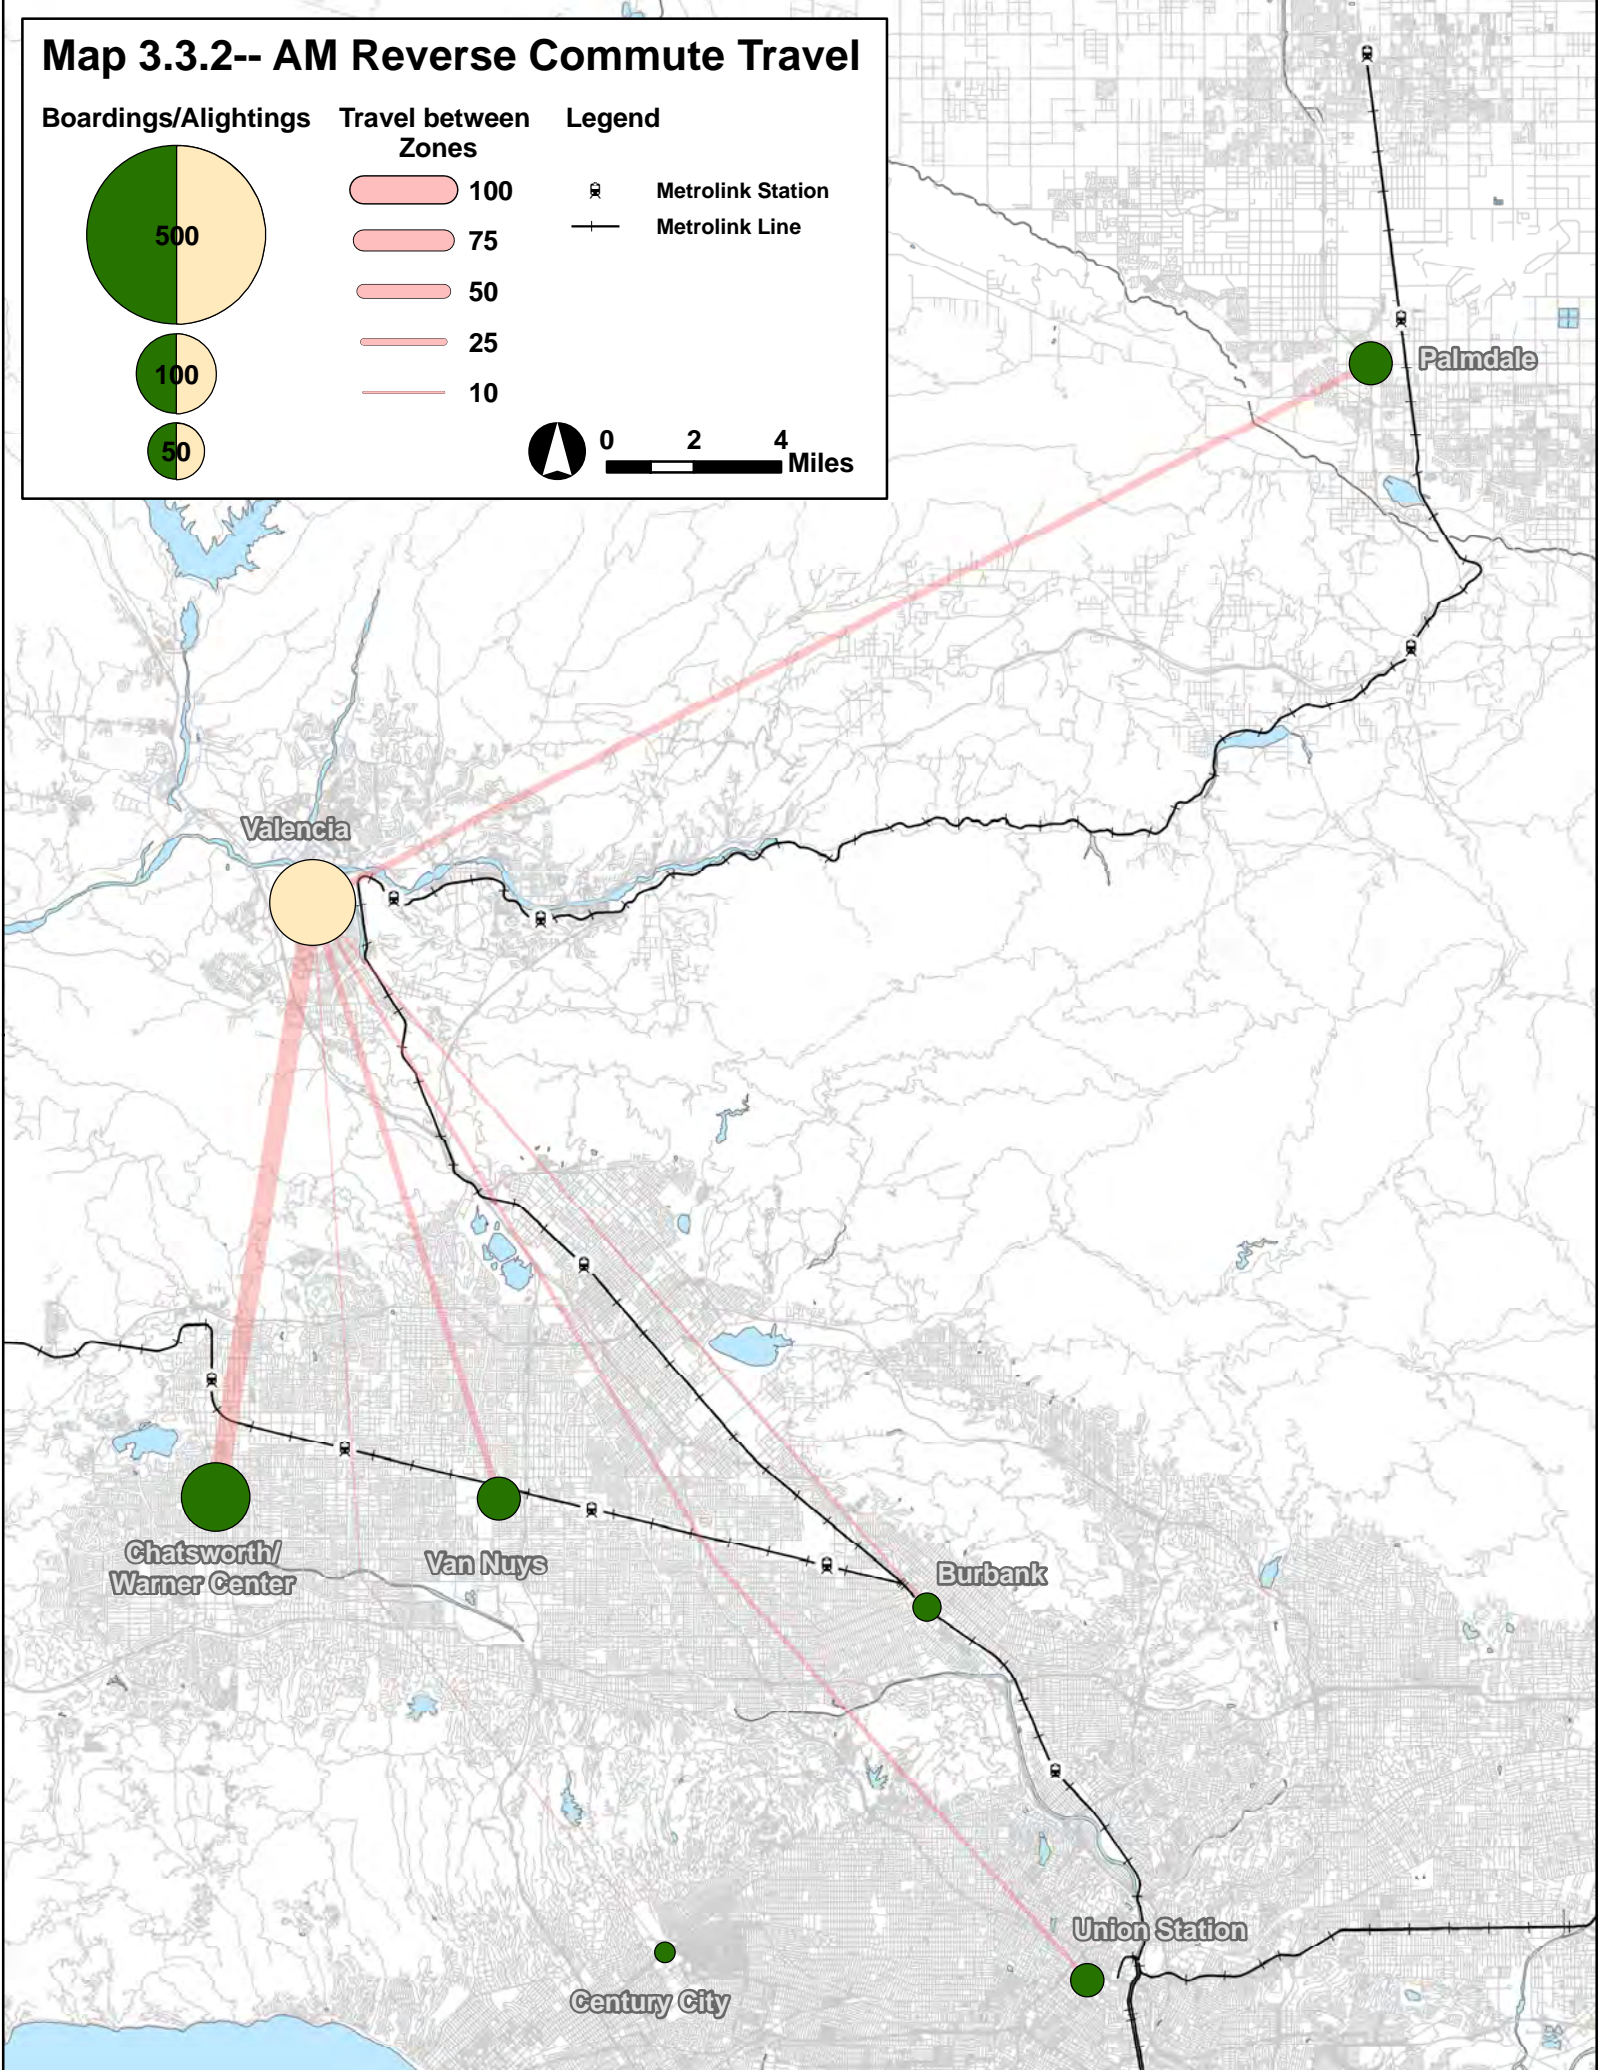 Map 3.3.2-- AM Reverse Commute Travel
Boardings/Alightings
500
100
50
Travel between
Zones
100
75
50
25
10
Legend
Metrolink Station
Metrolink Line
0 2 4
Miles
Palmdale
Valencia
Chatsworth/
Warner Center
Van Nuys
Burbank
Union Station
Century City